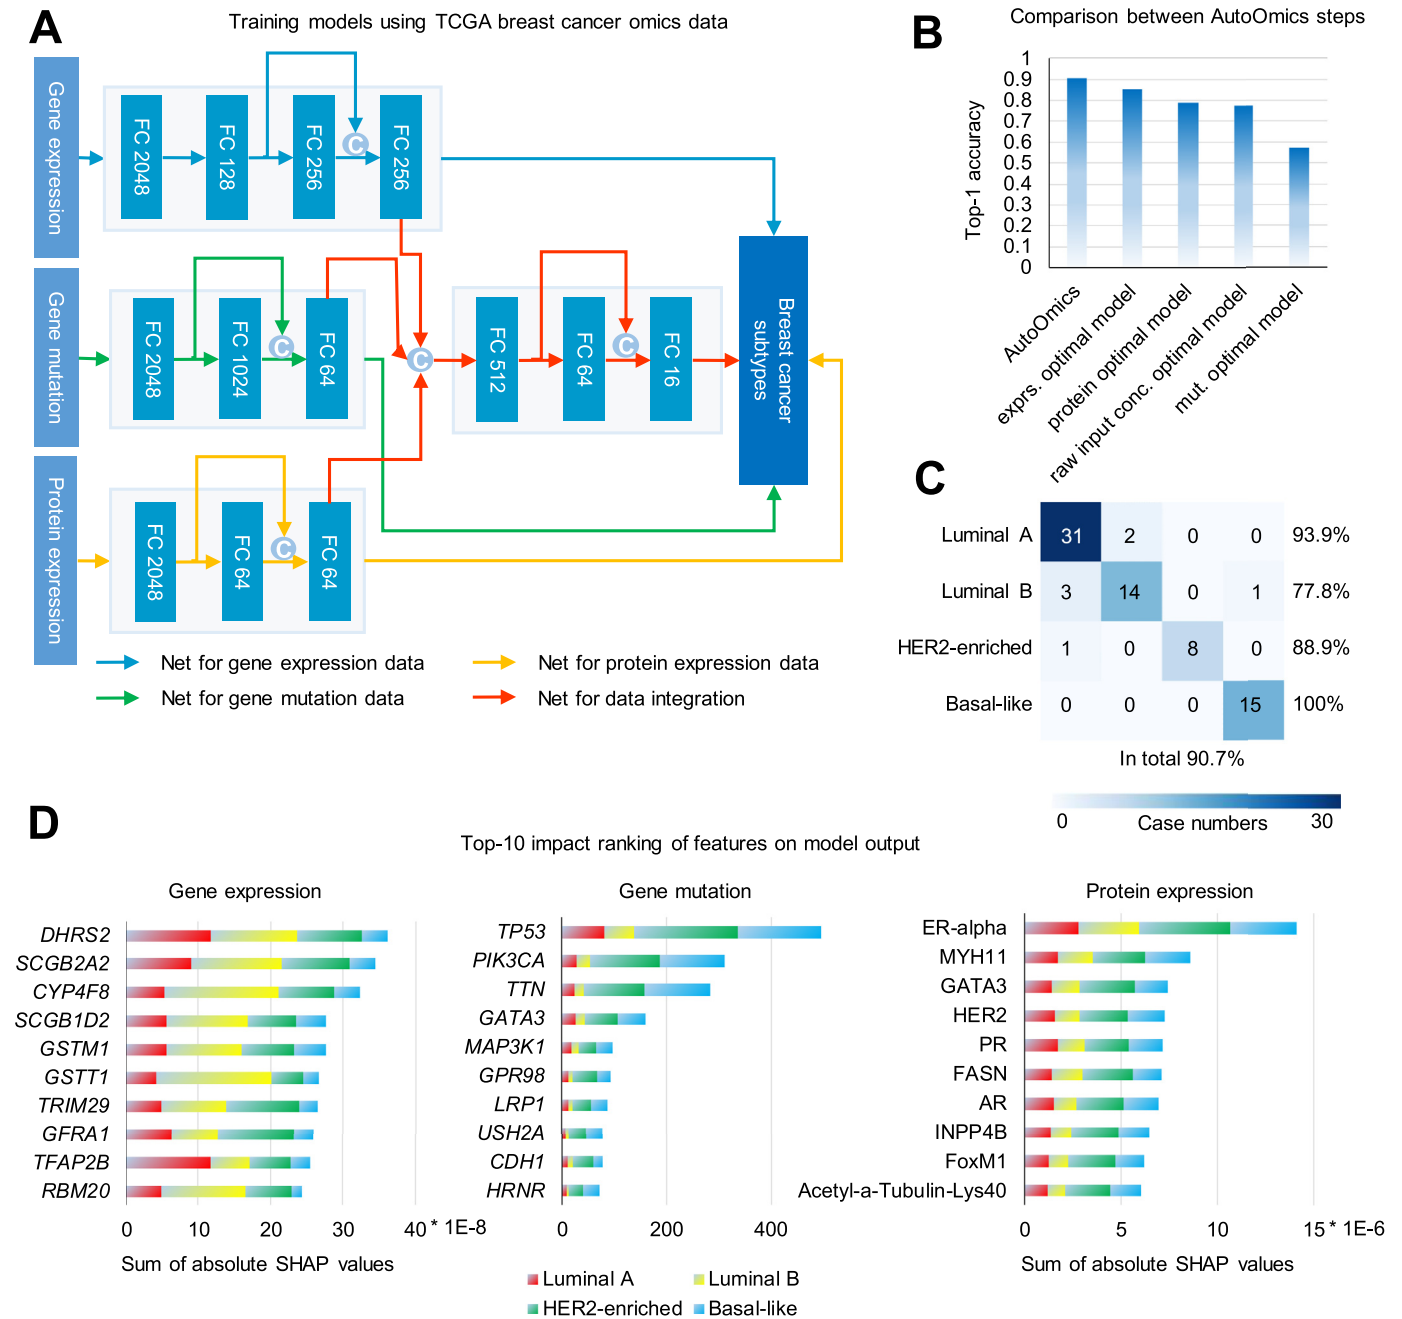 A
Training models using TCGA breast cancer omics data
Gene expression
FC 2048
FC 128
FC 256
C
FC 256
Gene mutation
FC 2048
FC 1024
C
FC 64
C
FC 512
FC 64
C
FC 16
Breast cancer
subtypes
Protein expression
FC 2048
FC 64
C
FC 64
Net for gene expression data
Net for protein expression data
Net for gene mutation data
Net for data integration
B
Comparison between AutoOmics steps
Top-1 accuracy
1
0.9
0.8
0.7
0.6
0.5
0.4
0.3
0.2
0.1
0
AutoOmics
exprs. optimal model
protein optimal model
raw input conc. optimal model
mut. optimal model
C
Luminal A 31 2 0 0 93.9%
Luminal B 3 14 0 1 77.8%
HER2-enriched 1 0 8 0 88.9%
Basal-like 0 0 0 15 100%
In total 90.7%
0 Case numbers 30
D
Top-10 impact ranking of features on model output
Gene expression
DHRS2
SCGB2A2
CYP4F8
SCGB1D2
GSTM1
GSTT1
TRIM29
GFRA1
TFAP2B
RBM20
0 10 20 30 40 * 1E-8
Sum of absolute SHAP values
Gene mutation
TP53
PIK3CA
TTN
GATA3
MAP3K1
GPR98
LRP1
USH2A
CDH1
HRNR
0 200 400
Protein expression
ER-alpha
MYH11
GATA3
HER2
PR
FASN
AR
INPP4B
FoxM1
Acetyl-a-Tubulin-Lys40
0 5 10 15 * 1E-6
Sum of absolute SHAP values
Luminal A
Luminal B
HER2-enriched
Basal-like